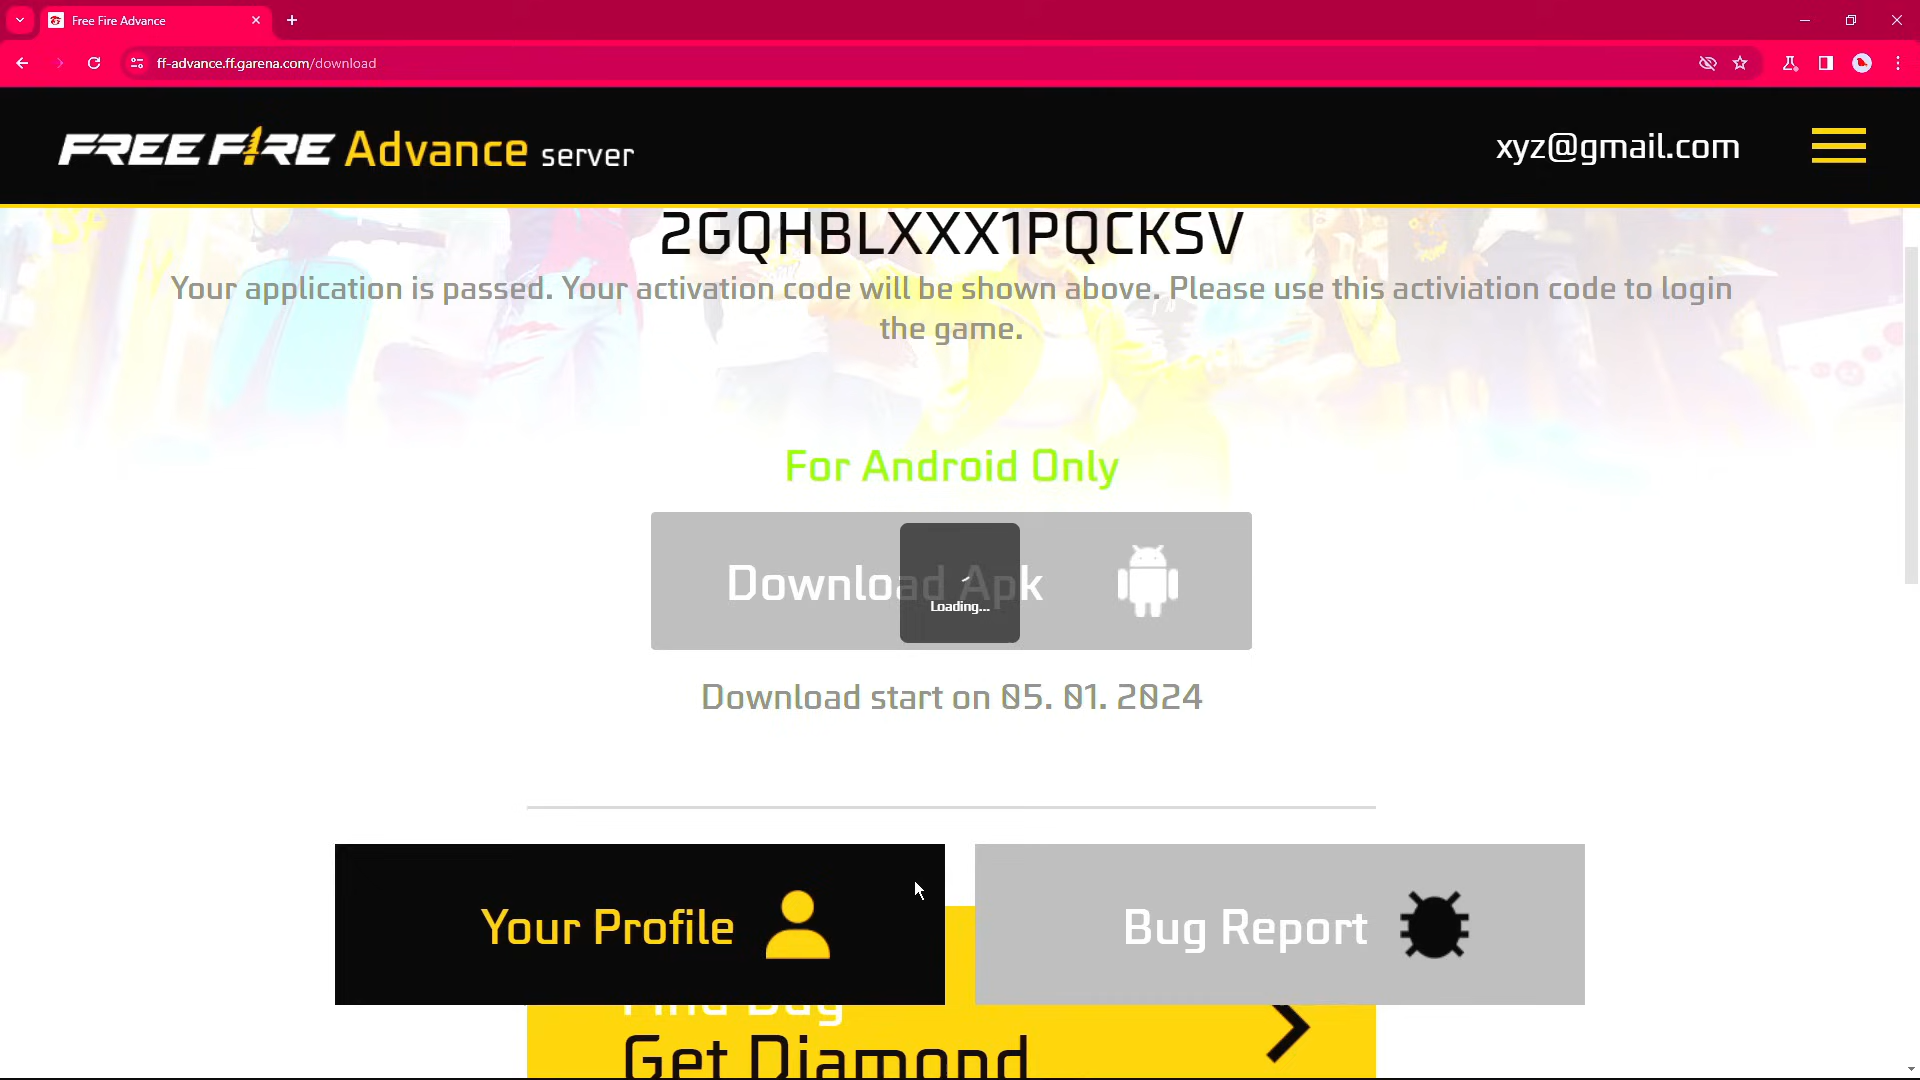 Free Fire Advance
ff-advance.ff.garena.com/download
FREE FIRE Advance server
xyz@gmail.com
2GQHBLXXX1PQCKSV
Your application is passed. Your activation code will be shown above. Please use this activiation code to login
the game.
For Android Only
Download Apk
Loading...
Download start on 05. 01. 2024
Your Profile
Bug Report
Find Bug
Get Diamond